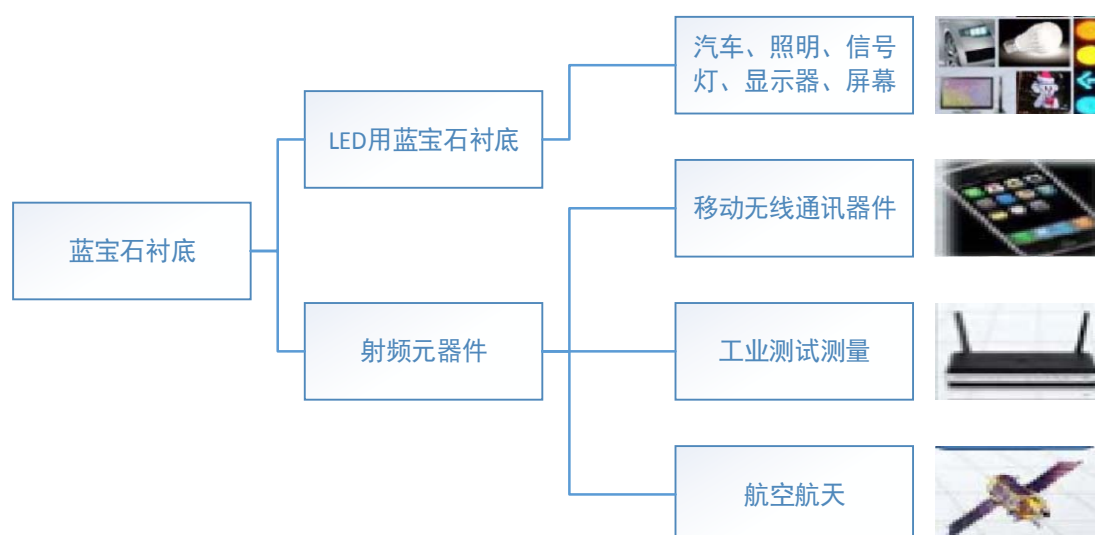 汽车、照明、信号
灯、显示器、屏幕
LED用蓝宝石衬底
移动无线通讯器件
蓝宝石衬底
射频元器件
工业测试测量
航空航天